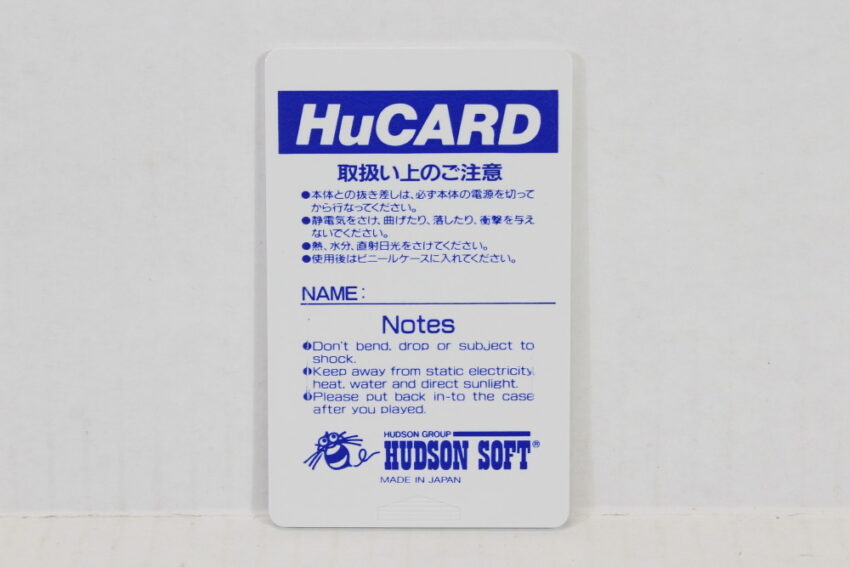 HuCARD
取扱い上のご注意
●本体との抜き差しは、必ず本体の電源を切って
から行なってください。
●静電気をさけ、曲げたり、落したり、衝撃を与え
ないでください。
●熱、水分、直射日光をさけてください。
●使用後はビニールケースに入れてください。
NAME:
Notes
❶Don't bend, drop or subject to
shock.
❶Keep away from static electricity,
heat, water and direct sunlight.
❶Please put back in-to the case
after you played.
HUDSON GROUP
HUDSON SOFT®
MADE IN JAPAN